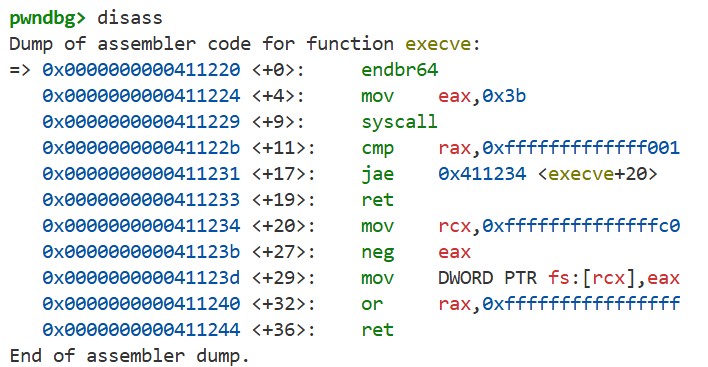 pwndbg> disass
Dump of assembler code for function execve:
=> 0x0000000000411220 <+0>:     endbr64
   0x0000000000411224 <+4>:     mov    eax,0x3b
   0x0000000000411229 <+9>:     syscall
   0x000000000041122b <+11>:    cmp    rax,0xfffffffffffff001
   0x0000000000411231 <+17>:    jae    0x411234 <execve+20>
   0x0000000000411233 <+19>:    ret
   0x0000000000411234 <+20>:    mov    rcx,0xffffffffffffffc0
   0x000000000041123b <+27>:    neg    eax
   0x000000000041123d <+29>:    mov    DWORD PTR fs:[rcx],eax
   0x0000000000411240 <+32>:    or     rax,0xffffffffffffffff
   0x0000000000411244 <+36>:    ret
End of assembler dump.